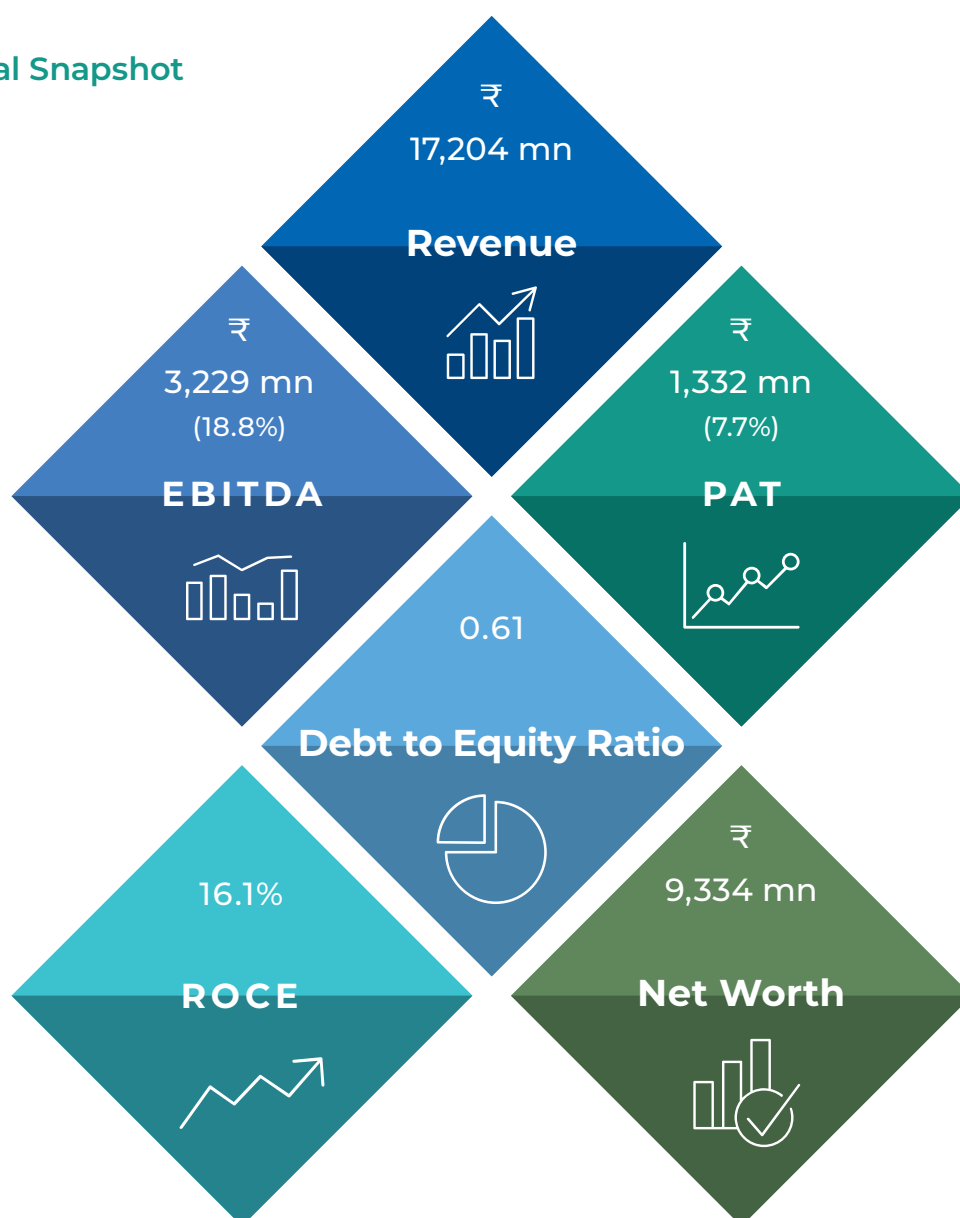 al Snapshot
₹
17,204 mn
Revenue
₹
3,229 mn
(18.8%)
EBITDA
₹
1,332 mn
(7.7%)
PAT
0.61
Debt to Equity Ratio
16.1%
ROCE
₹
9,334 mn
Net Worth